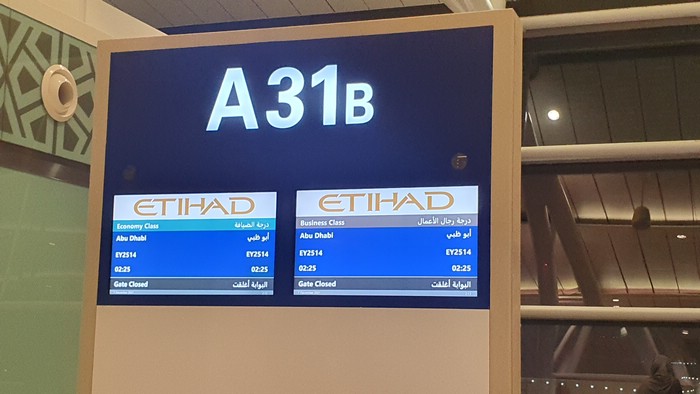 A 31B
ETIHAD
Economy Class درجة الضيافة
Abu Dhabi أبو ظبي
EY2514 EY2514
02:25 02:25
Gate Closed البوابة أغلقت
ETIHAD
Business Class درجة رجال الأعمال
Abu Dhabi أبو ظبي
EY2514 EY2514
02:25 02:25
Gate Closed البوابة أغلقت